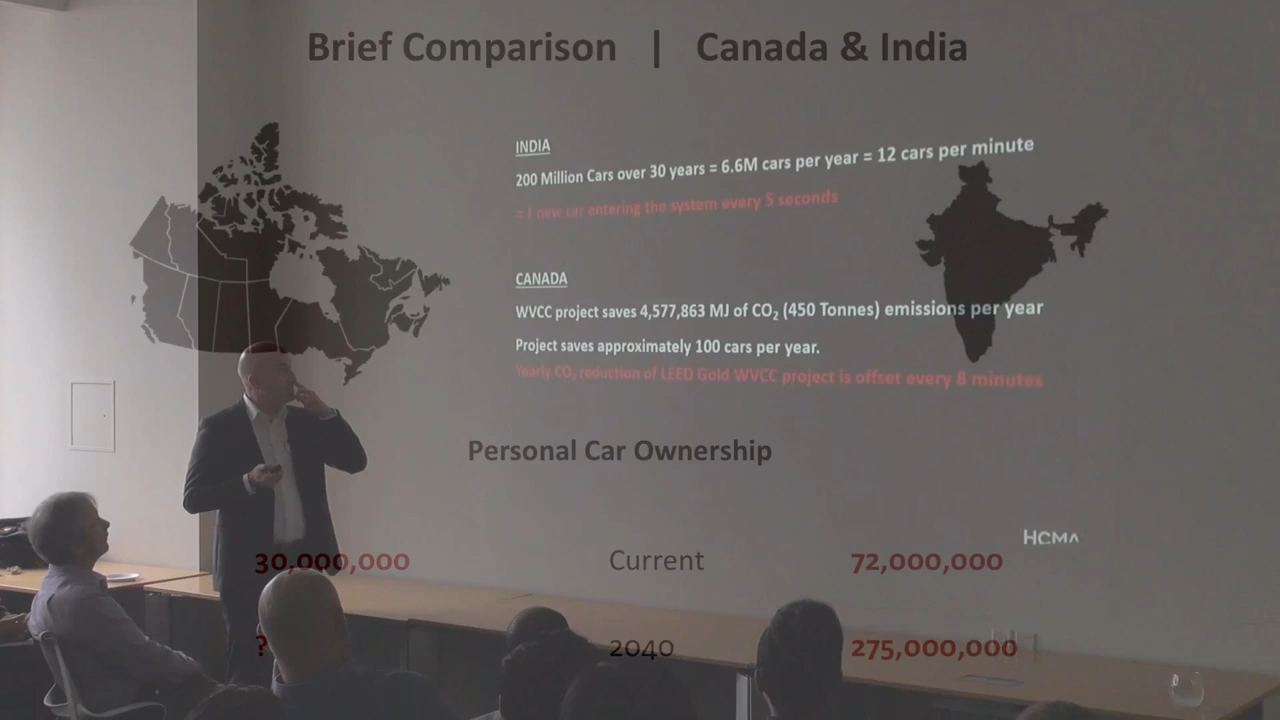 Brief Comparison | Canada & India
INDIA
200 Million Cars over 30 years = 6.6M cars per year = 12 cars per minute
= 1 new car entering the system every 5 seconds
CANADA
WVCC project saves 4,577,863 MJ of CO₂ (450 Tonnes) emissions per year
Project saves approximately 100 cars per year.
Yearly CO₂ reduction of LEED Gold WVCC project is offset every 8 minutes
Personal Car Ownership
HCMA
30,000,000 Current 72,000,000
? 2040 275,000,000